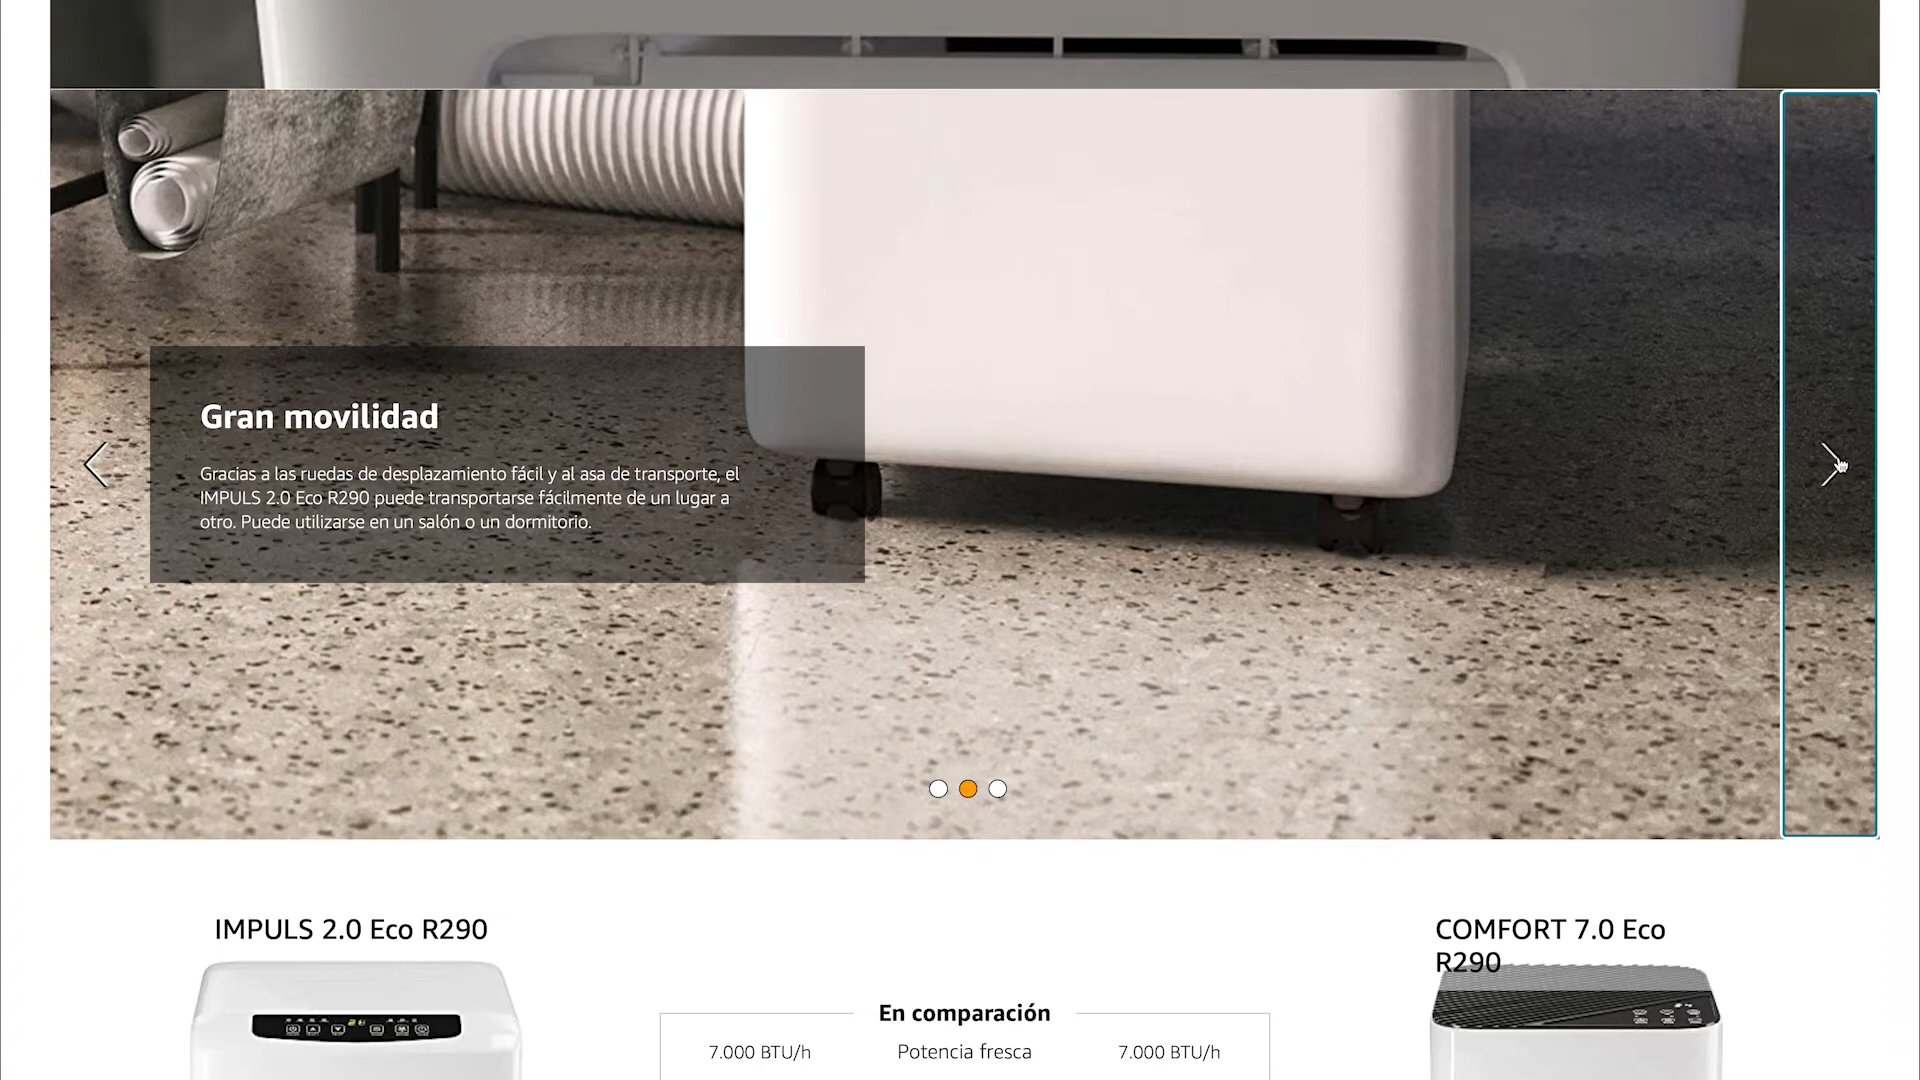 Gran movilidad
Gracias a las ruedas de desplazamiento fácil y al asa de transporte, el
IMPULS 2.0 Eco R290 puede transportarse fácilmente de un lugar a
otro. Puede utilizarse en un salón o un dormitorio.
IMPULS 2.0 Eco R290
COMFORT 7.0 Eco
R290
En comparación
7.000 BTU/h Potencia fresca 7.000 BTU/h